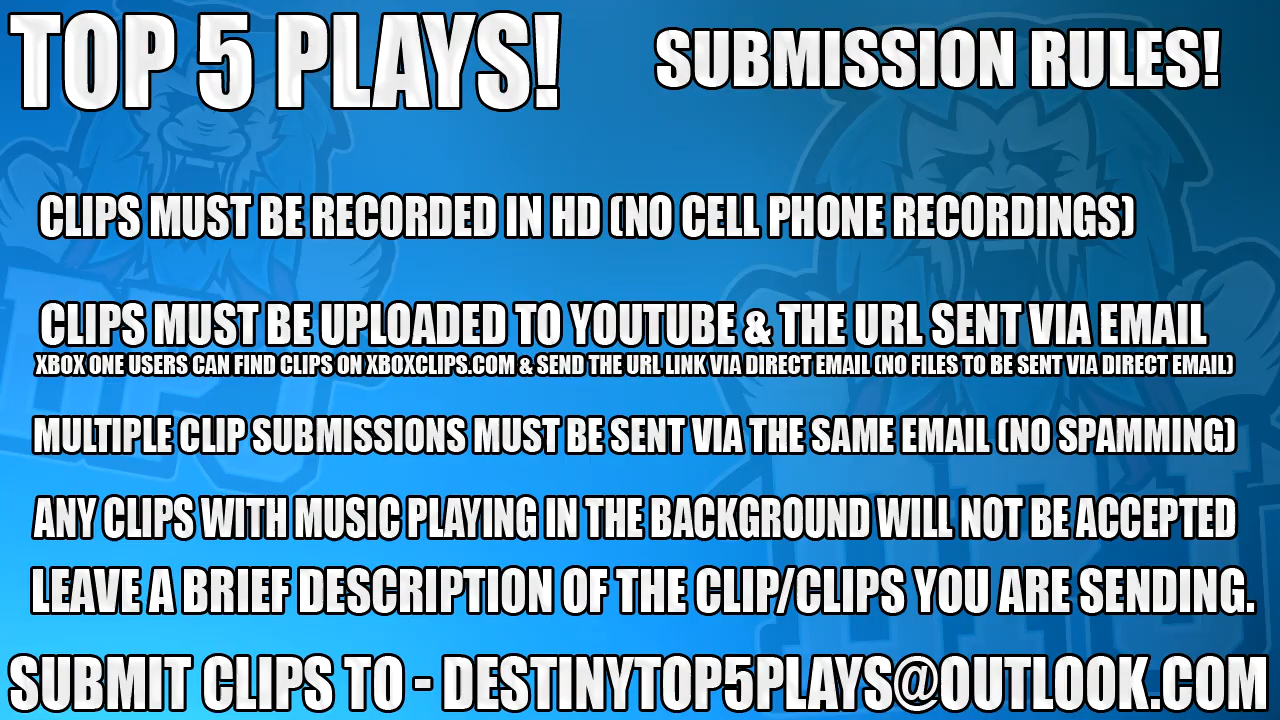 TOP 5 PLAYS!
SUBMISSION RULES!
CLIPS MUST BE RECORDED IN HD (NO CELL PHONE RECORDINGS)
CLIPS MUST BE UPLOADED TO YOUTUBE & THE URL SENT VIA EMAIL
XBOX ONE USERS CAN FIND CLIPS ON XBOXCLIPS.COM & SEND THE URL LINK VIA DIRECT EMAIL (NO FILES TO BE SENT VIA DIRECT EMAIL)
MULTIPLE CLIP SUBMISSIONS MUST BE SENT VIA THE SAME EMAIL (NO SPAMMING)
ANY CLIPS WITH MUSIC PLAYING IN THE BACKGROUND WILL NOT BE ACCEPTED
LEAVE A BRIEF DESCRIPTION OF THE CLIP/CLIPS YOU ARE SENDING.
SUBMIT CLIPS TO - DESTINYTOP5PLAYS@OUTLOOK.COM